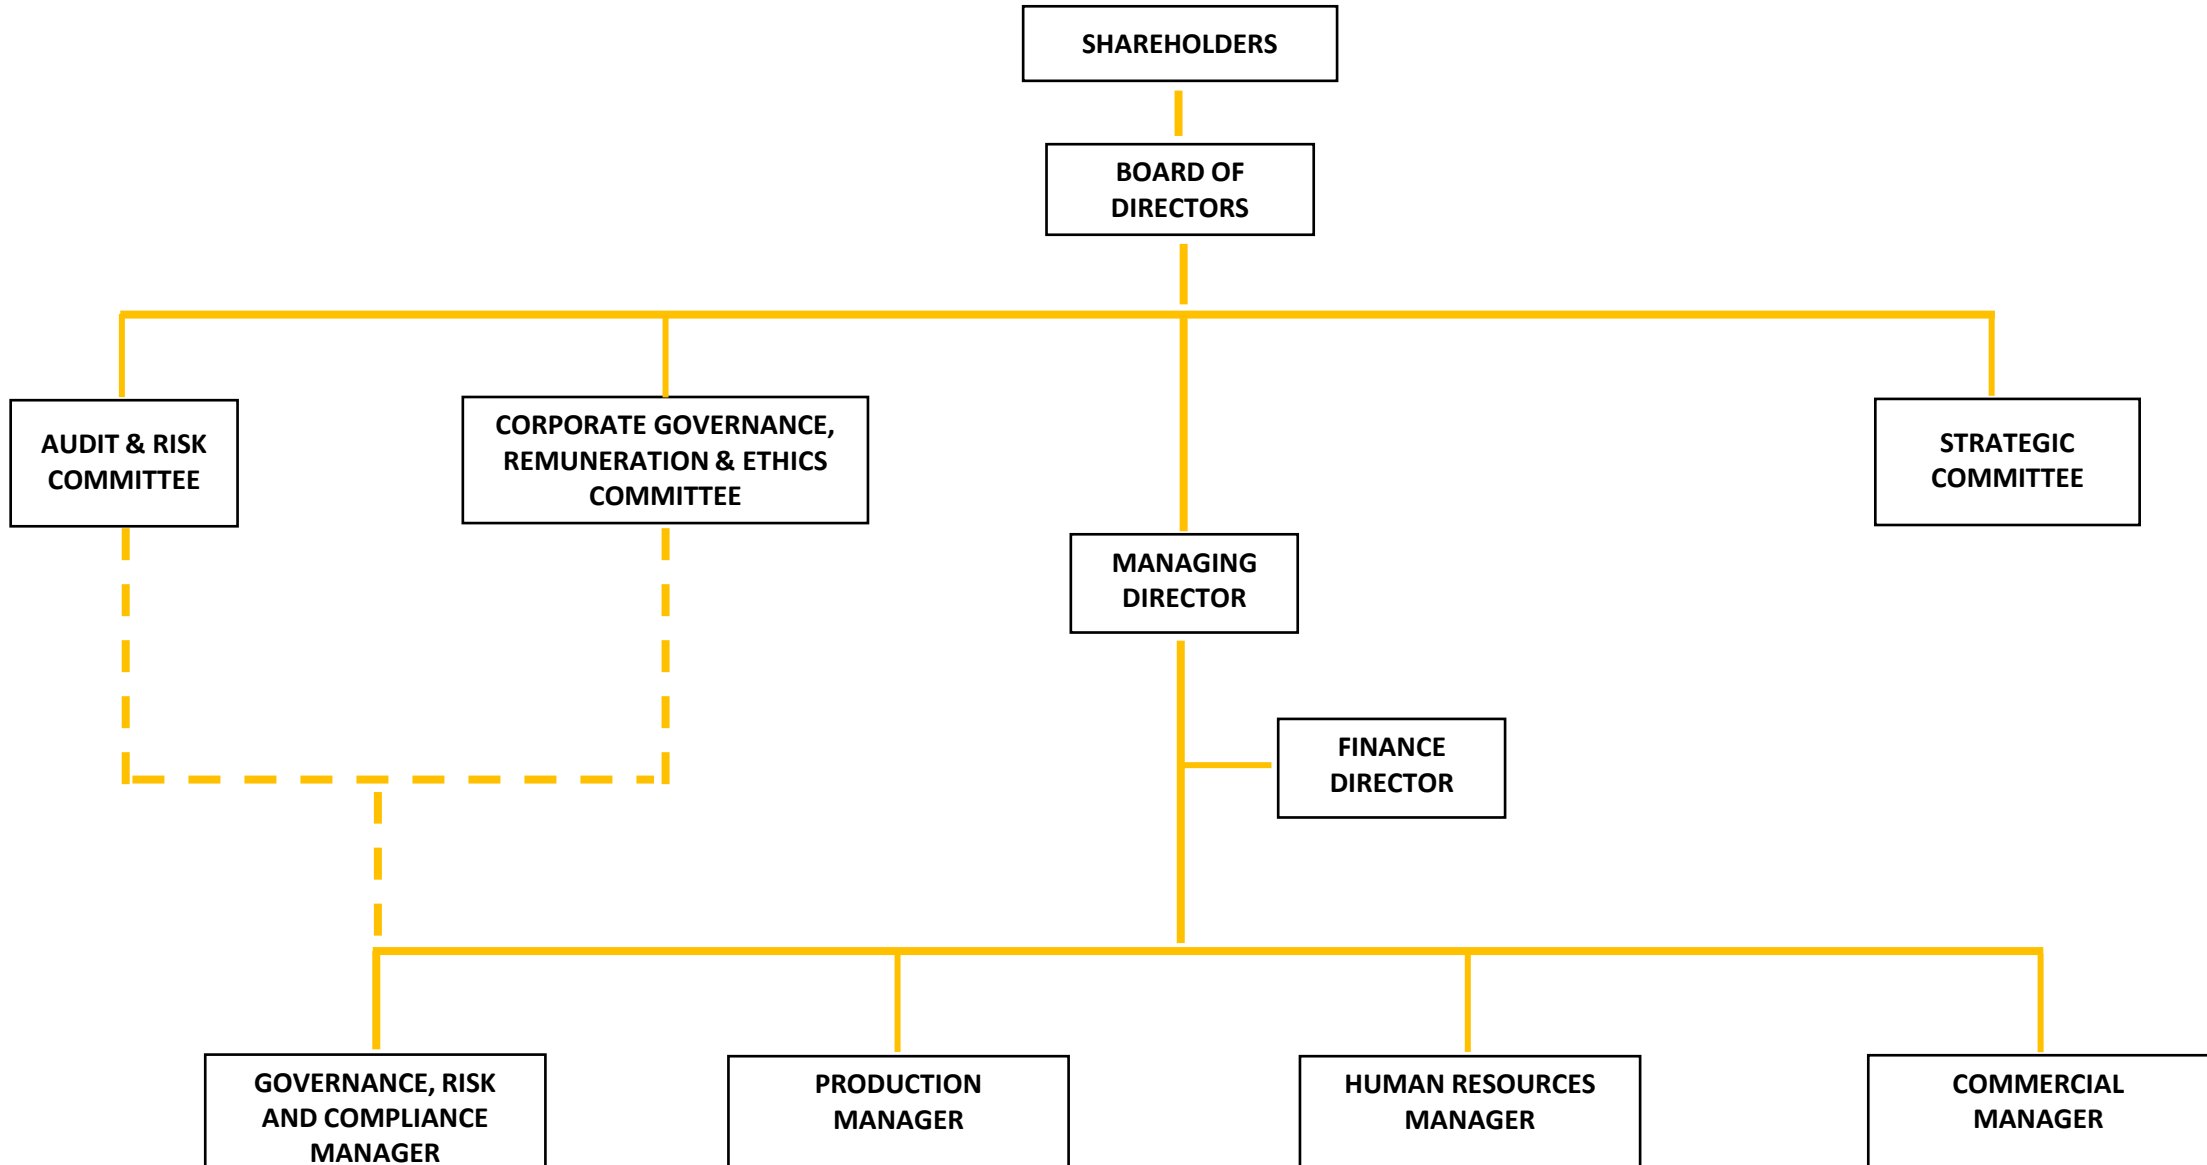 SHAREHOLDERS
BOARD OF
DIRECTORS
AUDIT & RISK
COMMITTEE
CORPORATE GOVERNANCE,
REMUNERATION & ETHICS
COMMITTEE
STRATEGIC
COMMITTEE
MANAGING
DIRECTOR
FINANCE
DIRECTOR
GOVERNANCE, RISK
AND COMPLIANCE
MANAGER
PRODUCTION
MANAGER
HUMAN RESOURCES
MANAGER
COMMERCIAL
MANAGER